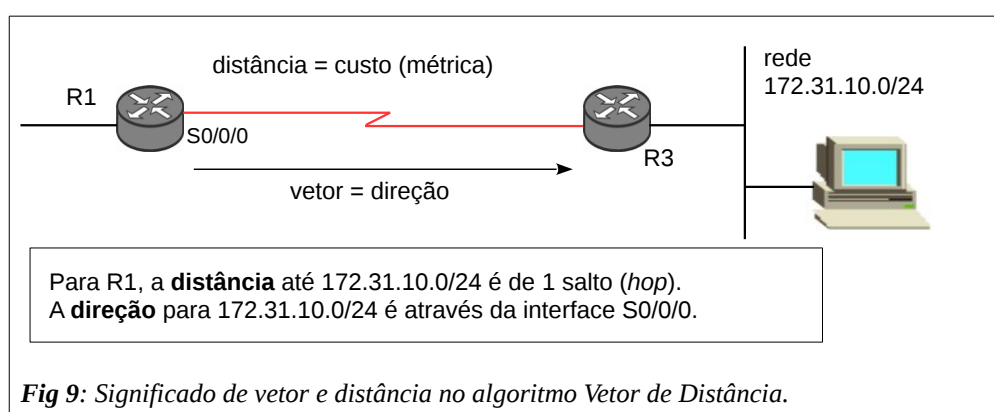 distância = custo (métrica)
rede
172.31.10.0/24
R1
S0/0/0
R3
vetor = direção
Para R1, a distância até 172.31.10.0/24 é de 1 salto (hop).
A direção para 172.31.10.0/24 é através da interface S0/0/0.
Fig 9: Significado de vetor e distância no algoritmo Vetor de Distância.